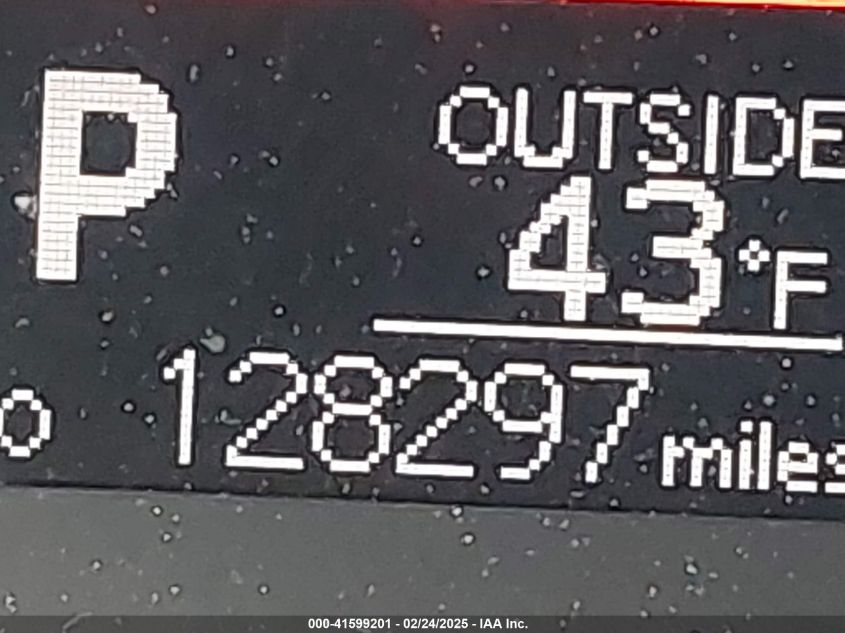 P
OUTSIDE
43°F
o 128297 miles
000-41599201 - 02/24/2025 - IAA Inc.